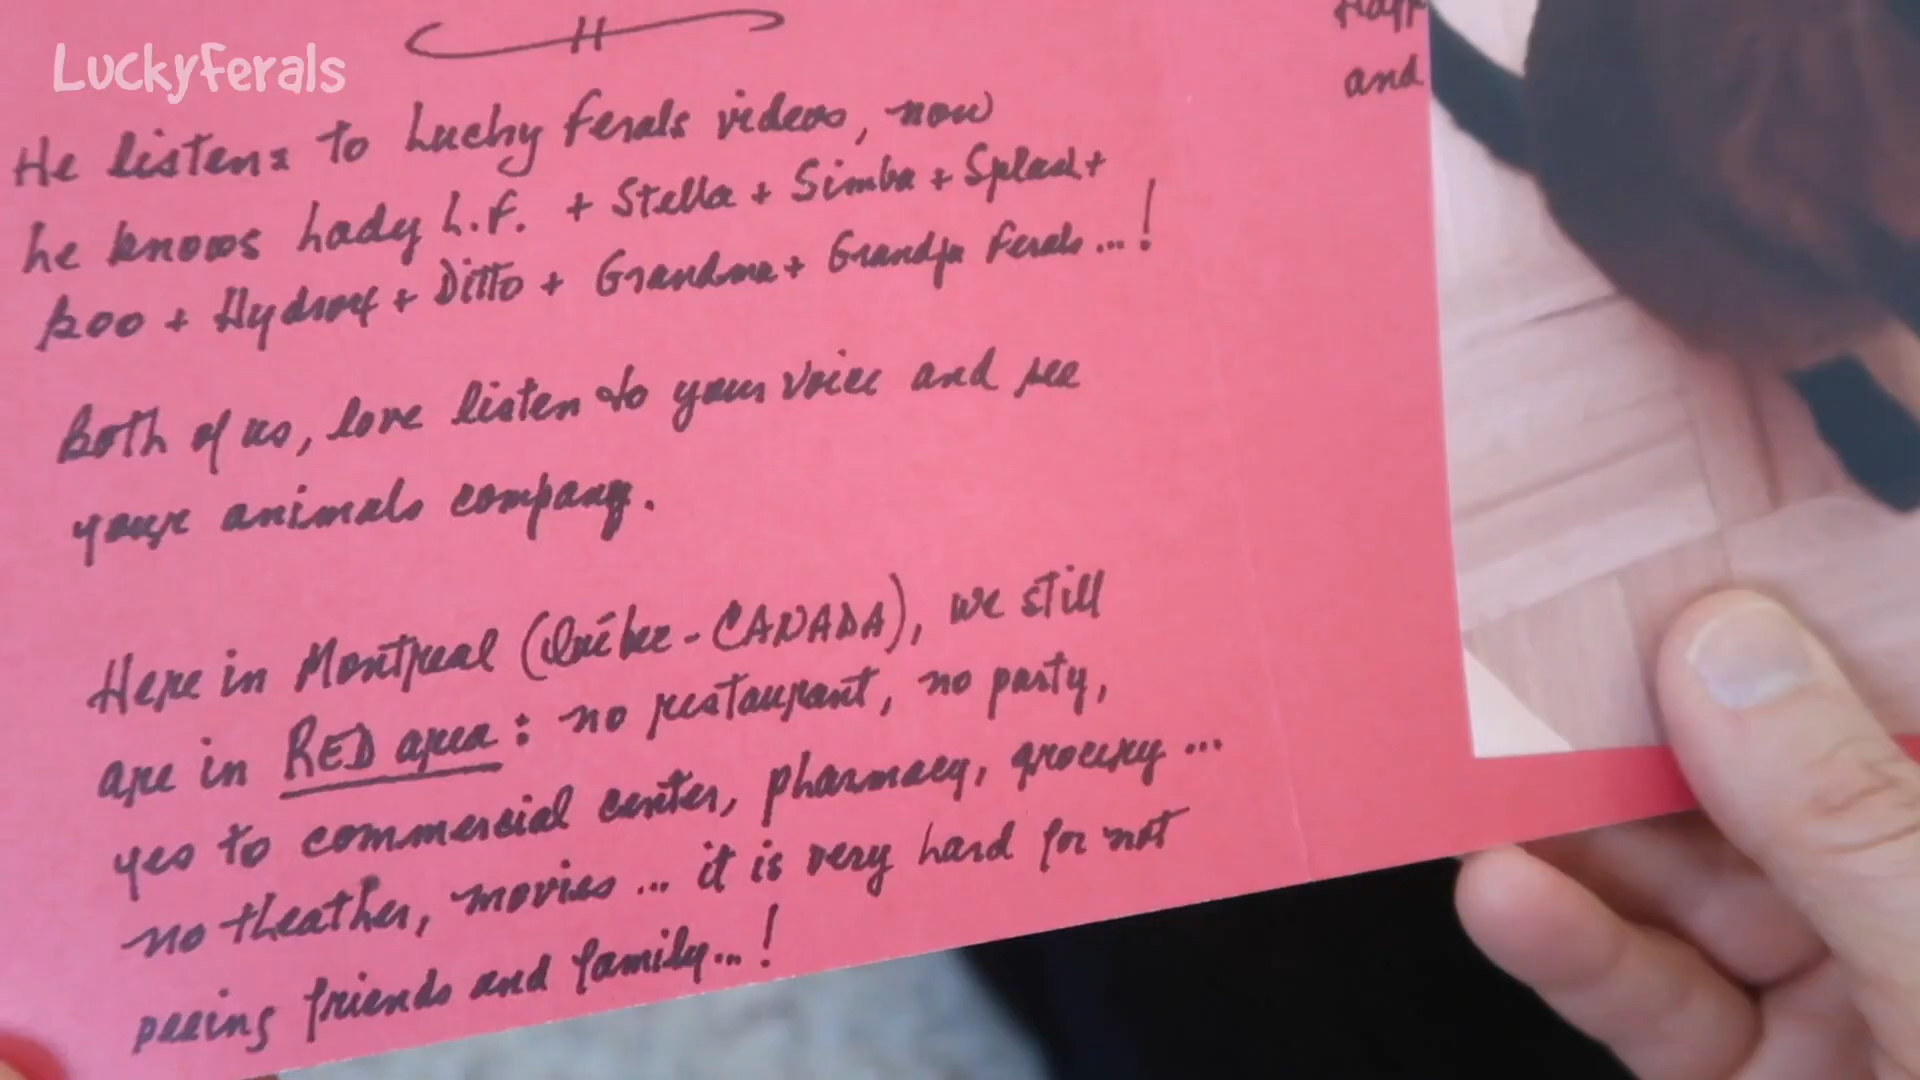 LuckyFerals
He listens to Lucky Ferals videos, now
he knows Lady L.F. + Stella + Simba + Splash +
Boo + Hydrox + Ditto + Grandma + Grandpa Ferals...!
Both of us, love listen to your voice and see
your animals company.
Here in Montreal (Québec - CANADA), we still
are in RED area : no restaurant, no party,
yes to commercial center, pharmacy, grocery ...
no theather, movies ... it is very hard for not
seeing friends and family...!
and